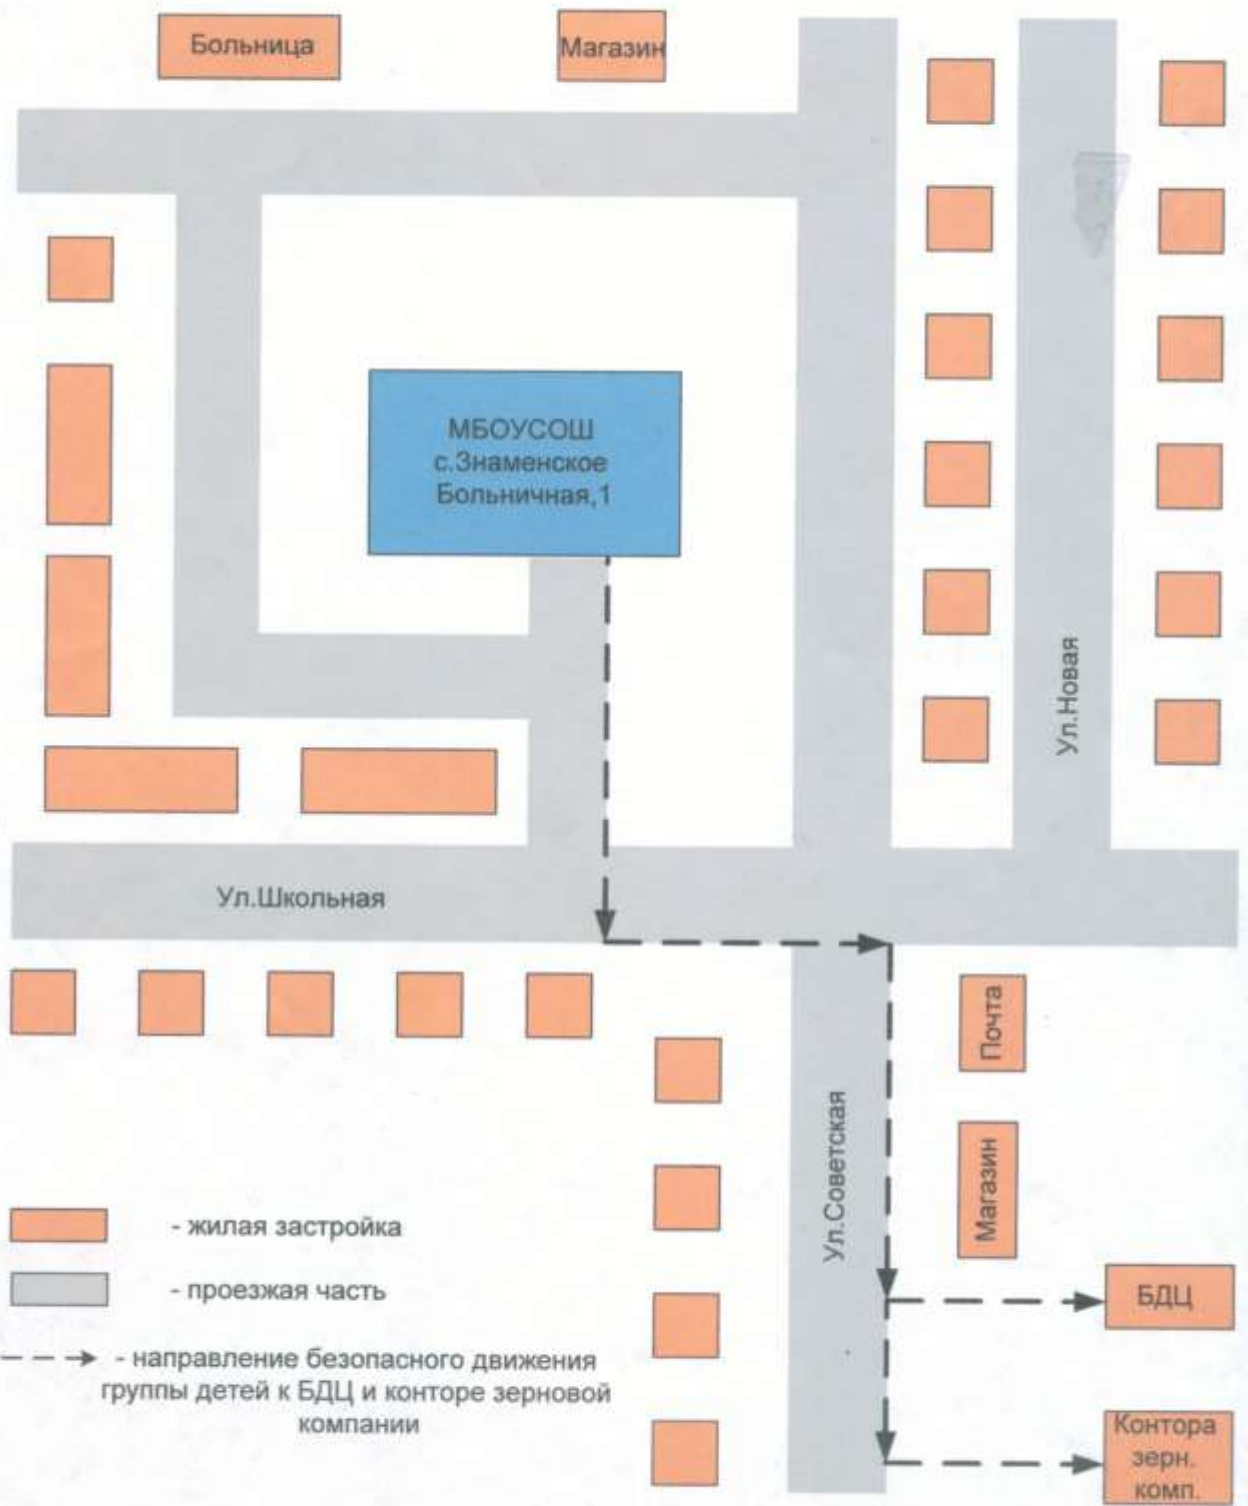 Больница
Магазин
МБОУСОШ
с.Знаменское
Больничная,1
Ул.Новая
Ул.Школьная
Почта
Ул.Советская
Магазин
- жилая застройка
- проезжая часть
БДЦ
- направление безопасного движения
группы детей к БДЦ и конторе зерновой
компании
Контора
зерн.
комп.